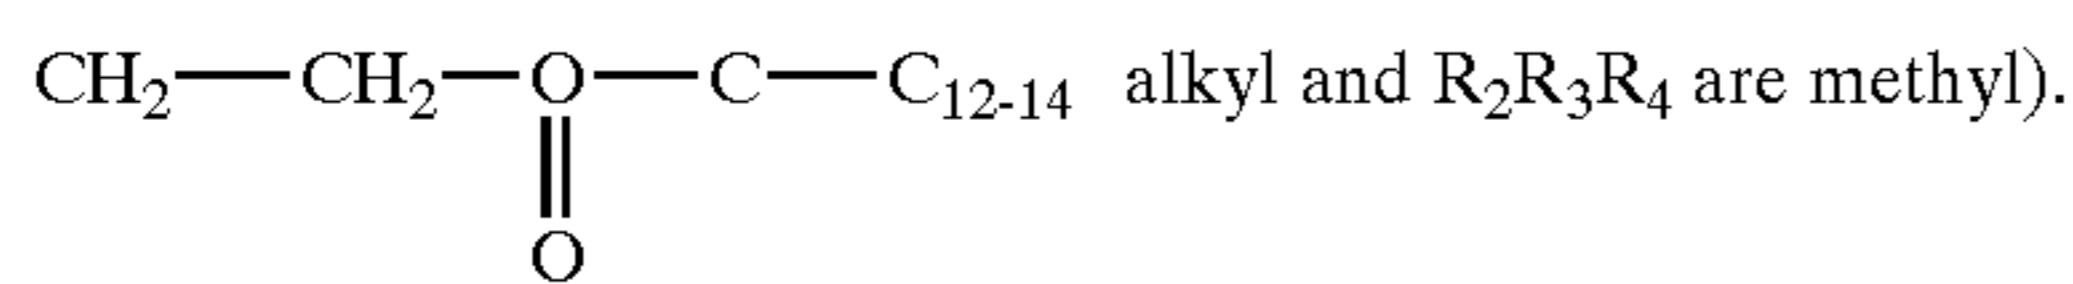 CH₂—CH₂—O—C—C₁₂₋₁₄ alkyl and R₂R₃R₄ are methyl).
O